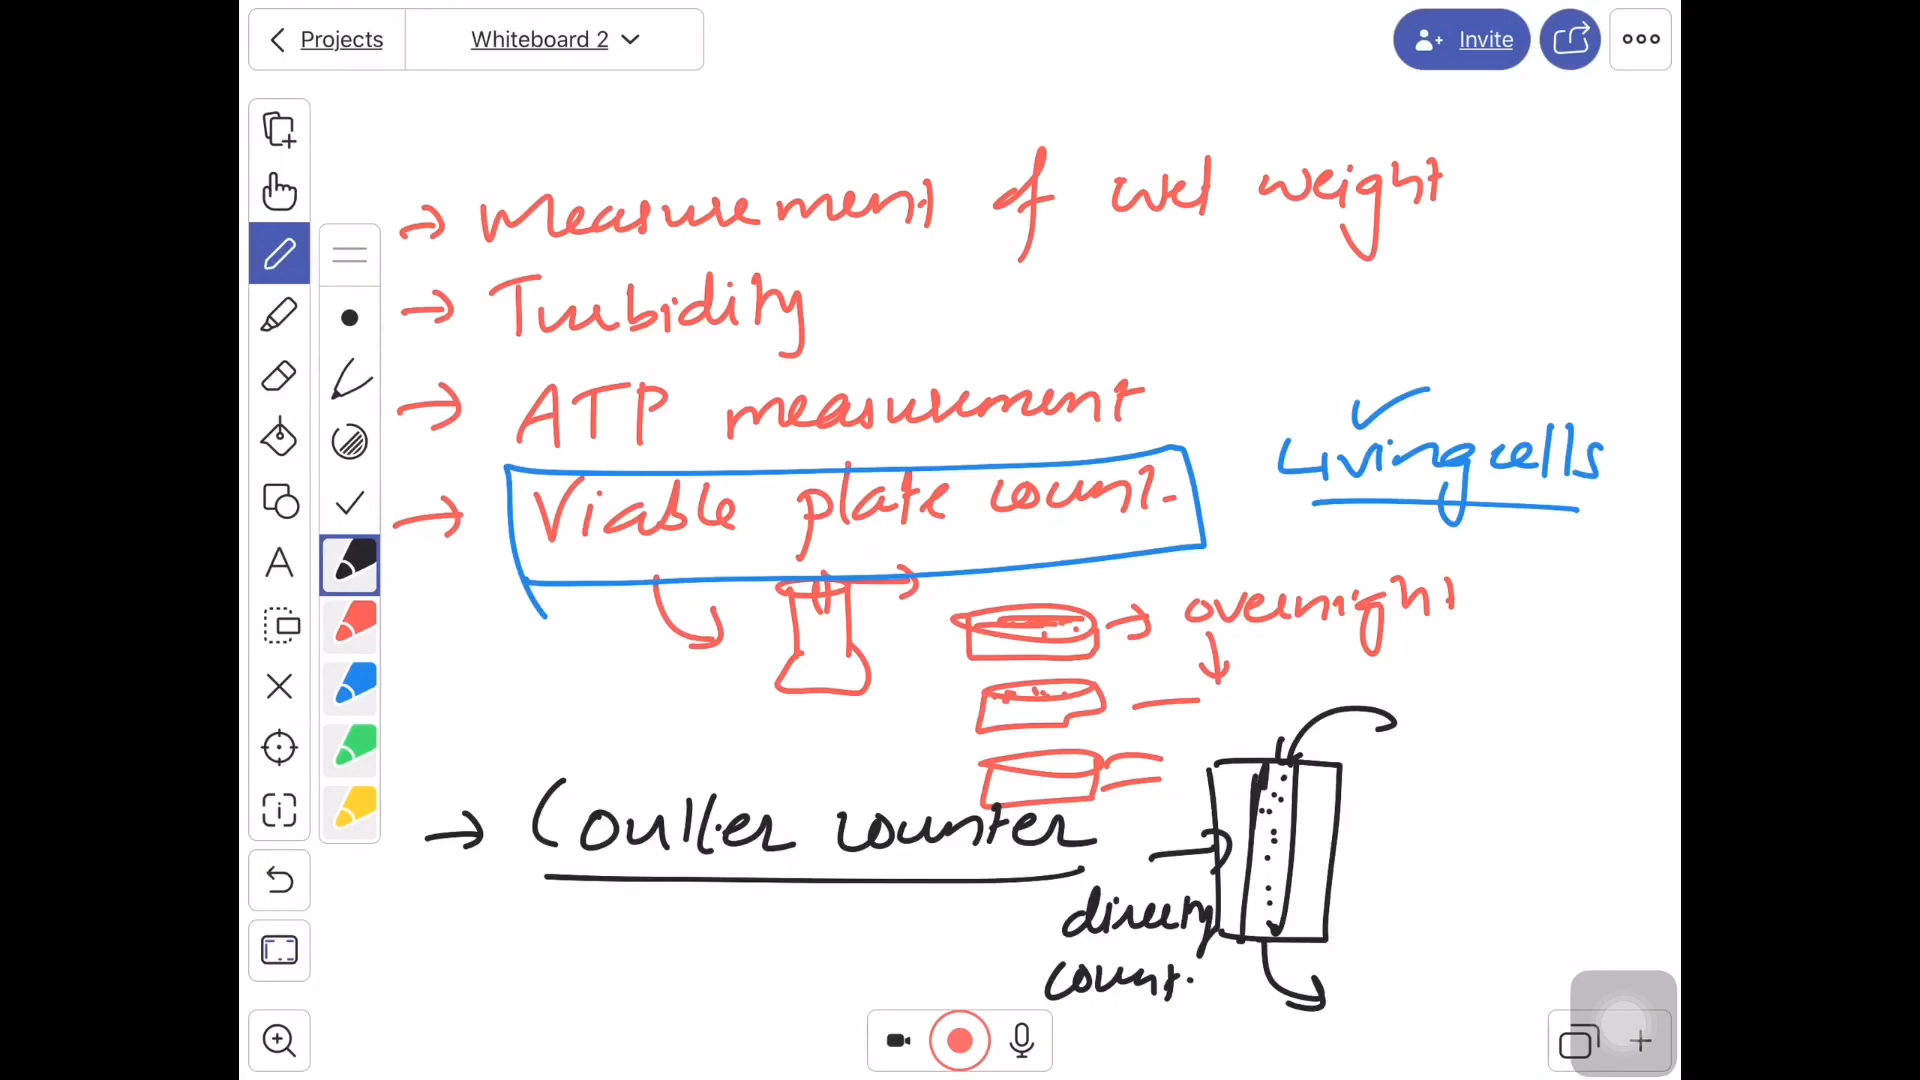 Projects
Whiteboard 2
Invite
→ Measurement of wet weight
→ Turbidity
→ ATP measurement
Living cells
→ Viable plate count.
→ overnight
→ Coulter counter
directly
count.